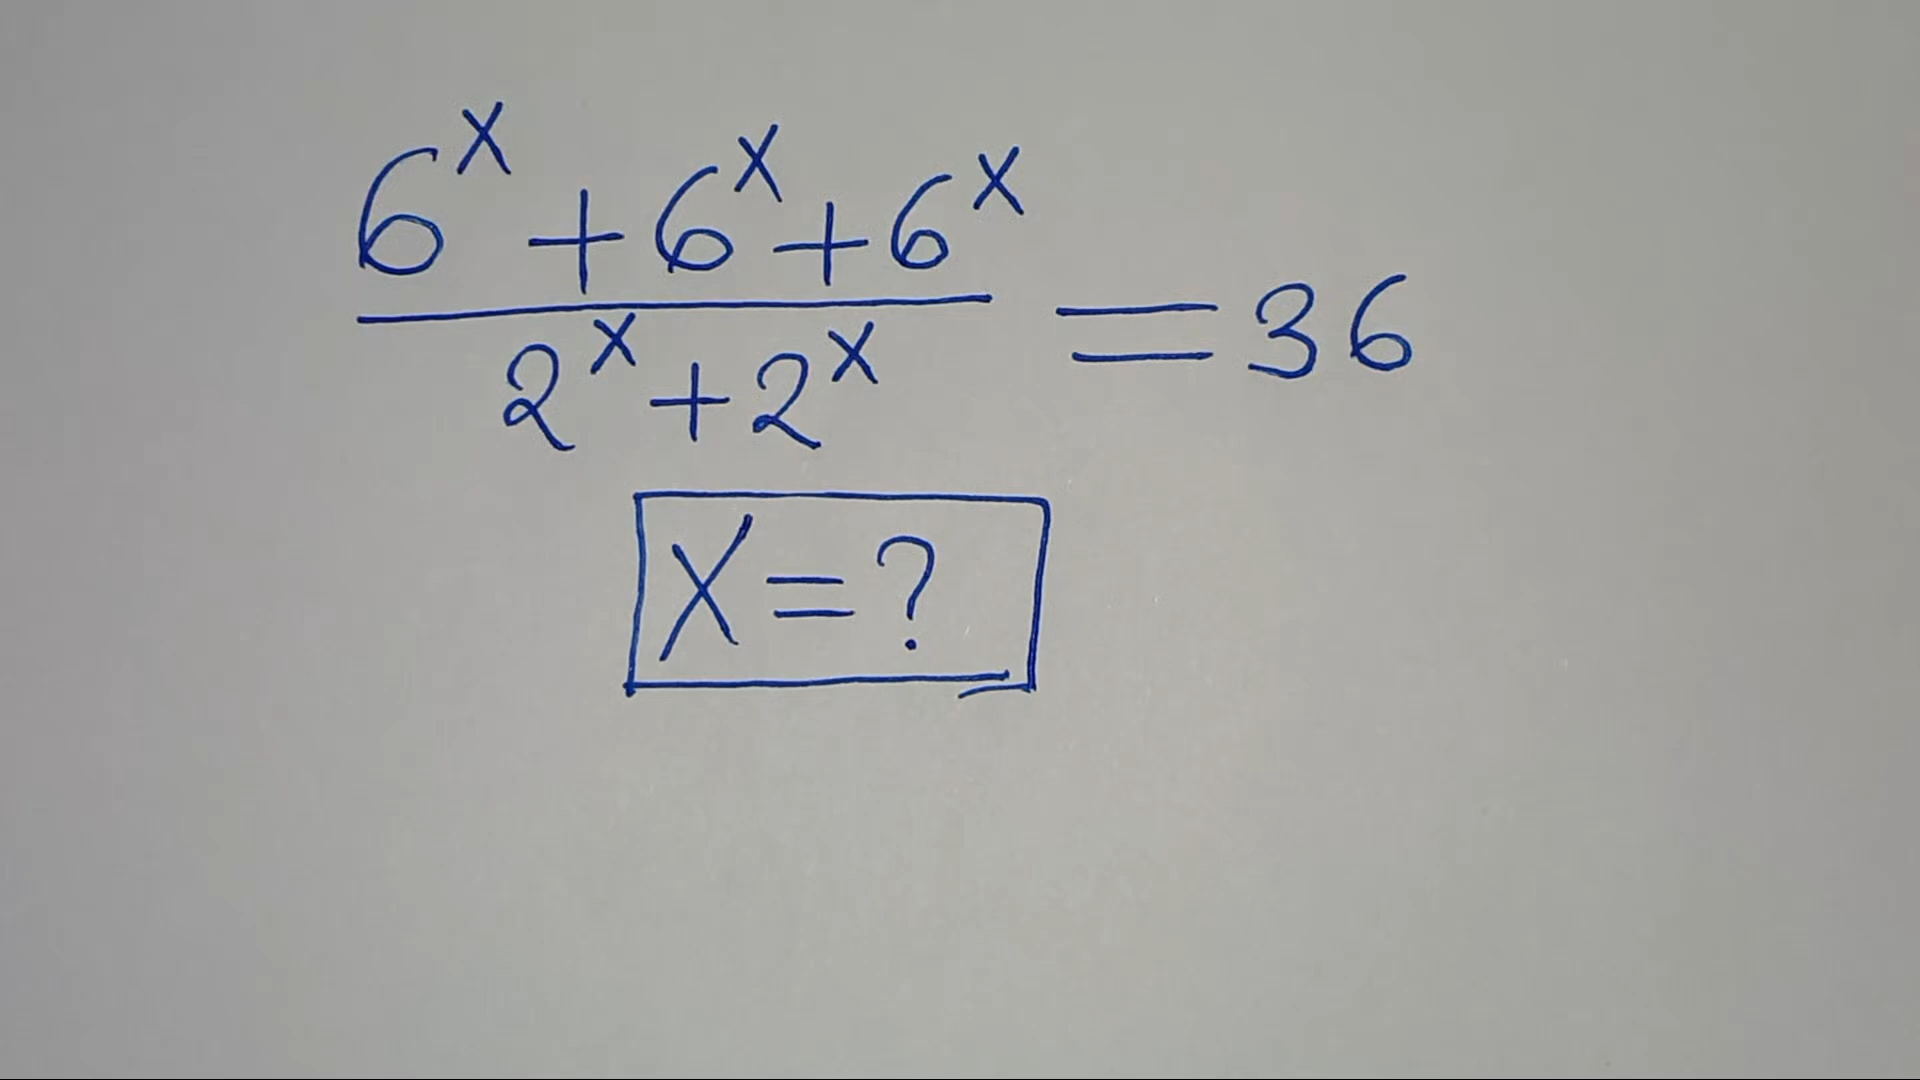 6^x + 6^x + 6^x
2^x + 2^x
= 36
X = ?